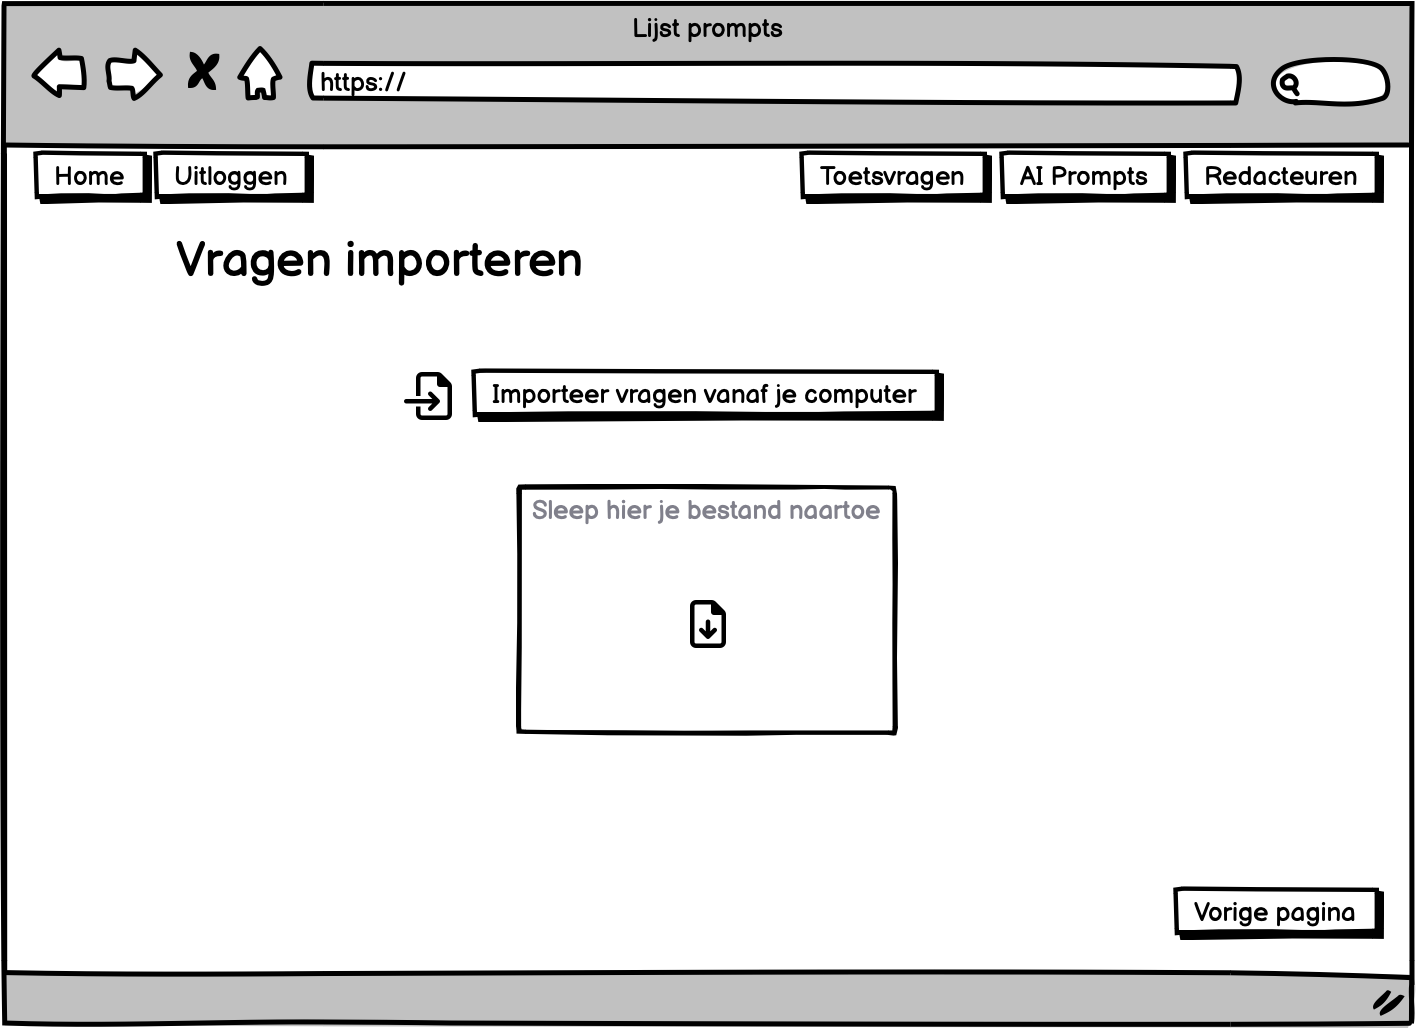 Lijst prompts
https://
Home
Uitloggen
Toetsvragen
AI Prompts
Redacteuren
Vragen importeren
Importeer vragen vanaf je computer
Sleep hier je bestand naartoe
Vorige pagina